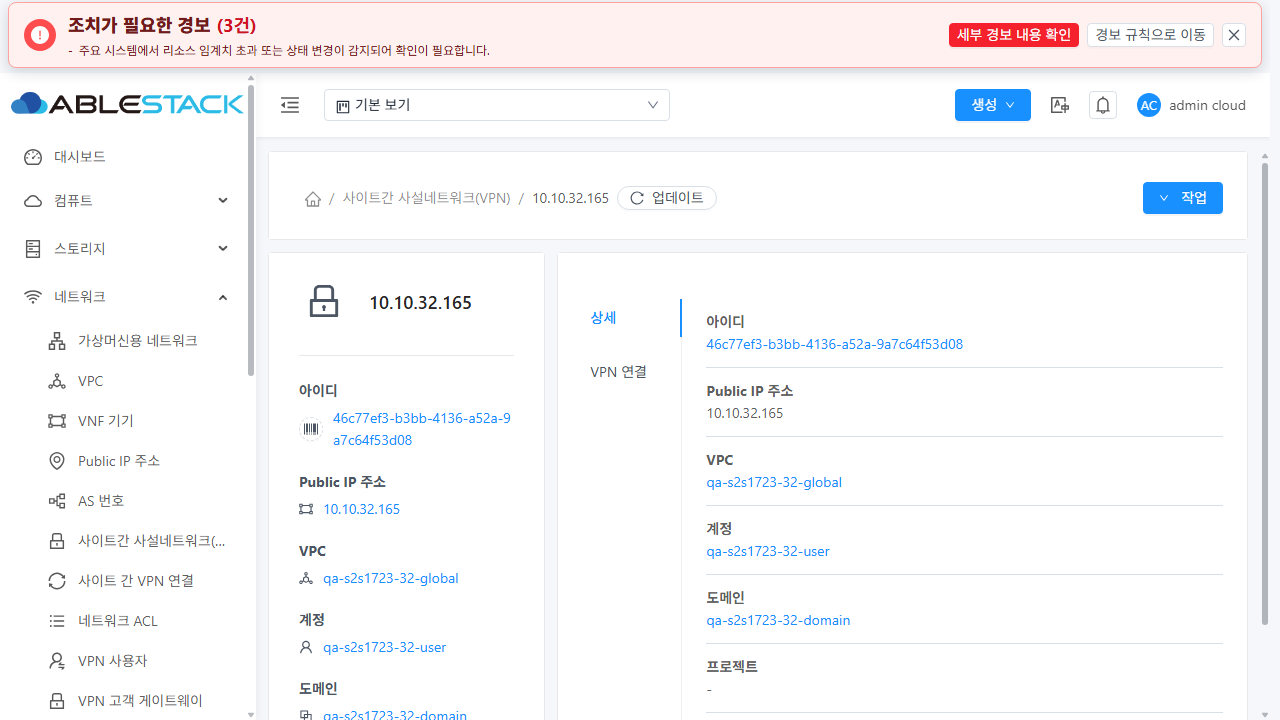 조치가 필요한 경보 (3건)
- 주요 시스템에서 리소스 임계치 초과 또는 상태 변경이 감지되어 확인이 필요합니다.
세부 경보 내용 확인
경보 규칙으로 이동
ABLESTACK
기본 보기
생성
AC
admin cloud
대시보드
컴퓨트
스토리지
네트워크
가상머신용 네트워크
VPC
VNF 기기
Public IP 주소
AS 번호
사이트간 사설네트워크(...
사이트 간 VPN 연결
네트워크 ACL
VPN 사용자
VPN 고객 게이트웨이
/ 사이트간 사설네트워크(VPN) / 10.10.32.165
업데이트
작업
10.10.32.165
아이디
46c77ef3-b3bb-4136-a52a-9
a7c64f53d08
Public IP 주소
10.10.32.165
VPC
qa-s2s1723-32-global
계정
qa-s2s1723-32-user
도메인
qa-s2s1723-32-domain
상세
VPN 연결
아이디
46c77ef3-b3bb-4136-a52a-9a7c64f53d08
Public IP 주소
10.10.32.165
VPC
qa-s2s1723-32-global
계정
qa-s2s1723-32-user
도메인
qa-s2s1723-32-domain
프로젝트
-